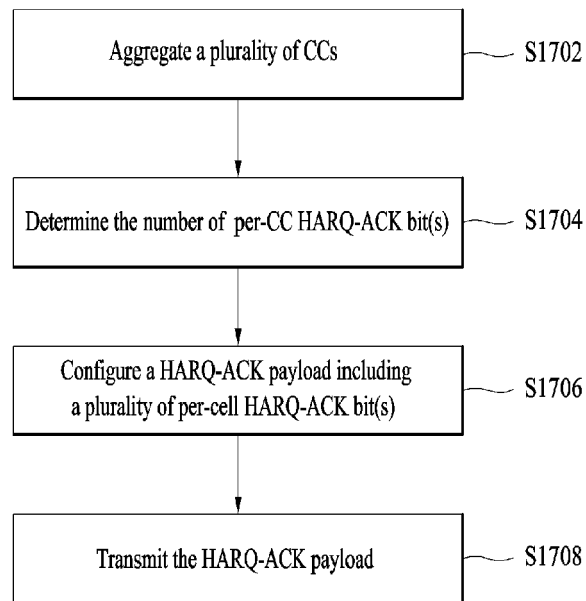 Aggregate a plurality of CCs
S1702
Determine the number of per-CC HARQ-ACK bit(s)
S1704
Configure a HARQ-ACK payload including
a plurality of per-cell HARQ-ACK bit(s)
S1706
Transmit the HARQ-ACK payload
S1708